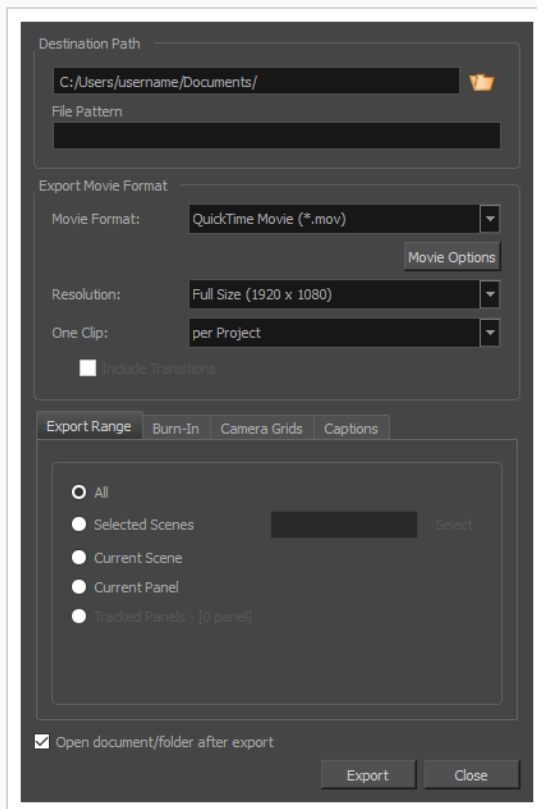 Destination Path
C:/Users/username/Documents/
File Pattern
Export Movie Format
Movie Format: QuickTime Movie (*.mov)
Movie Options
Resolution: Full Size (1920 x 1080)
One Clip: per Project
Include Transitions
Export Range Burn-In Camera Grids Captions
All
Selected Scenes Select
Current Scene
Current Panel
Tracked Panels - [0 panel]
Open document/folder after export
Export Close